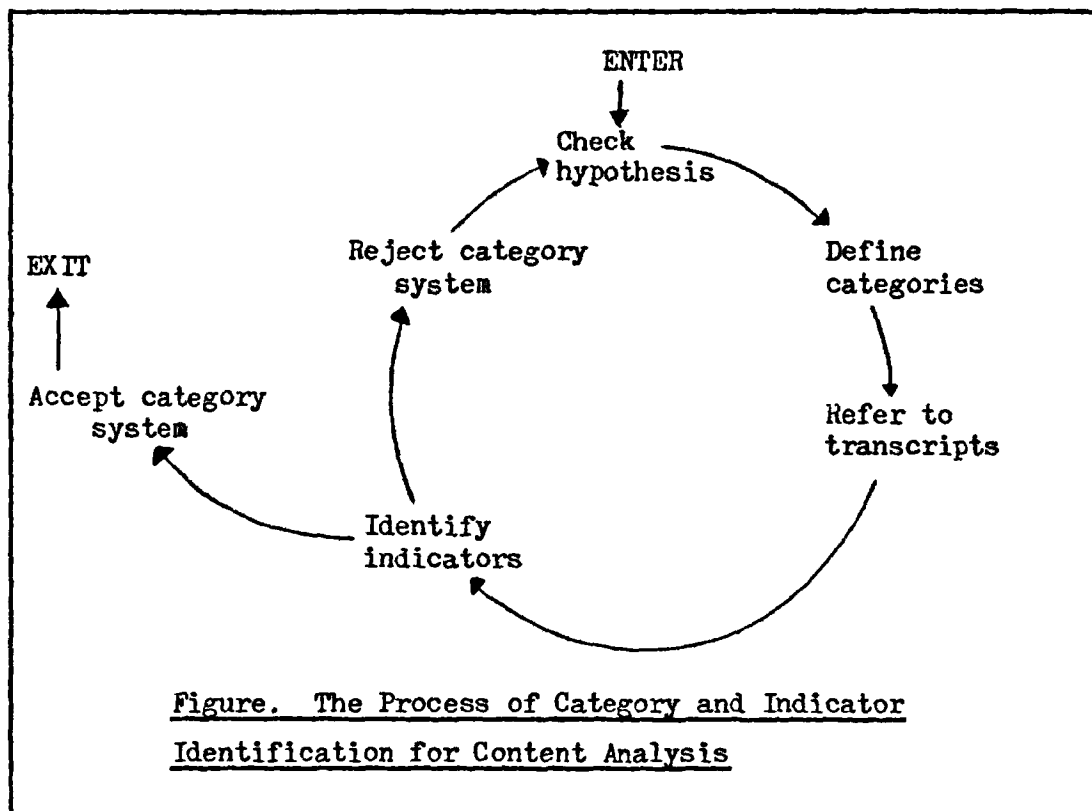 ENTER
Check
hypothesis
Define
categories
Refer to
transcripts
Identify
indicators
Reject category
system
Accept category
system
EXIT
Figure. The Process of Category and Indicator
Identification for Content Analysis